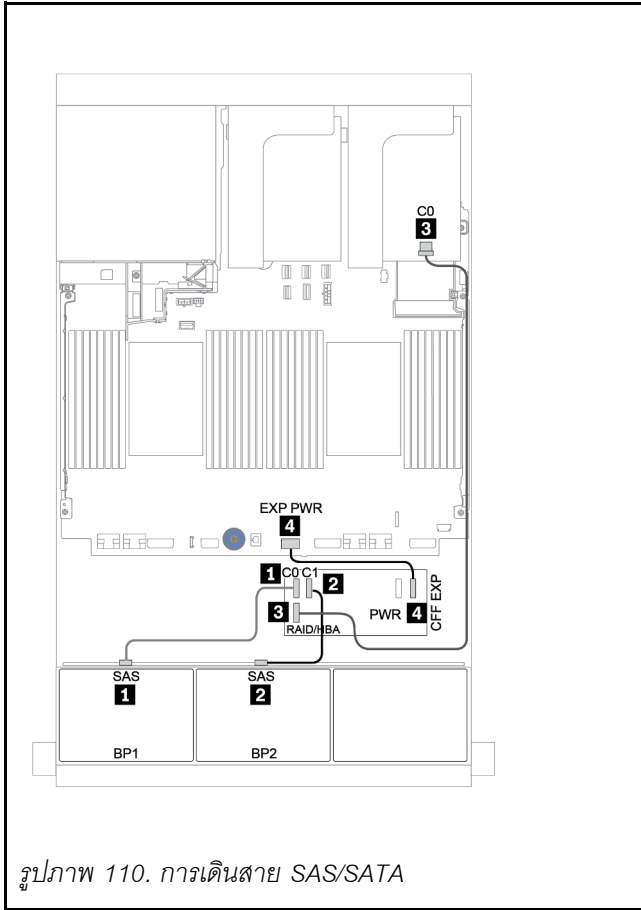 C0
3
EXP PWR
4
1 C0 C1 2
3 PWR 4
RAID/HBA
CFF EXP
SAS SAS
1 2
BP1 BP2
รูปภาพ 110. การเดินสาย SAS/SATA